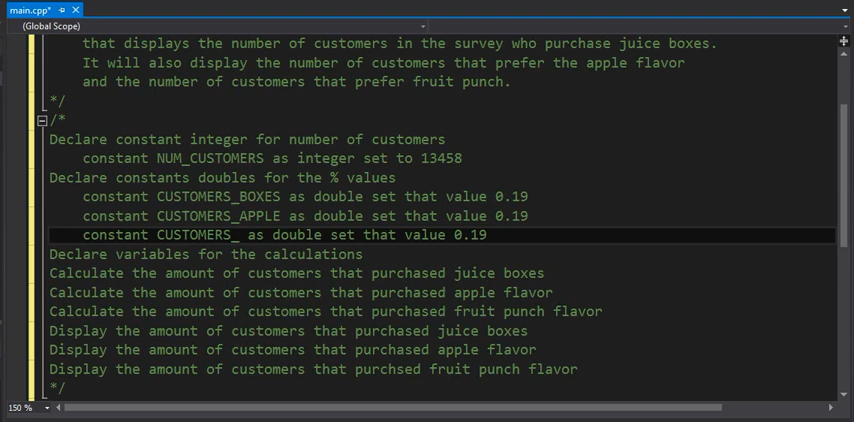 main.cpp*
(Global Scope)
that displays the number of customers in the survey who purchase juice boxes.
It will also display the number of customers that prefer the apple flavor
and the number of customers that prefer fruit punch.
*/
/*
Declare constant integer for number of customers
constant NUM_CUSTOMERS as integer set to 13458
Declare constants doubles for the % values
constant CUSTOMERS_BOXES as double set that value 0.19
constant CUSTOMERS_APPLE as double set that value 0.19
constant CUSTOMERS_ as double set that value 0.19
Declare variables for the calculations
Calculate the amount of customers that purchased juice boxes
Calculate the amount of customers that purchased apple flavor
Calculate the amount of customers that purchased fruit punch flavor
Display the amount of customers that purchased juice boxes
Display the amount of customers that purchased apple flavor
Display the amount of customers that purchsed fruit punch flavor
*/
150 %